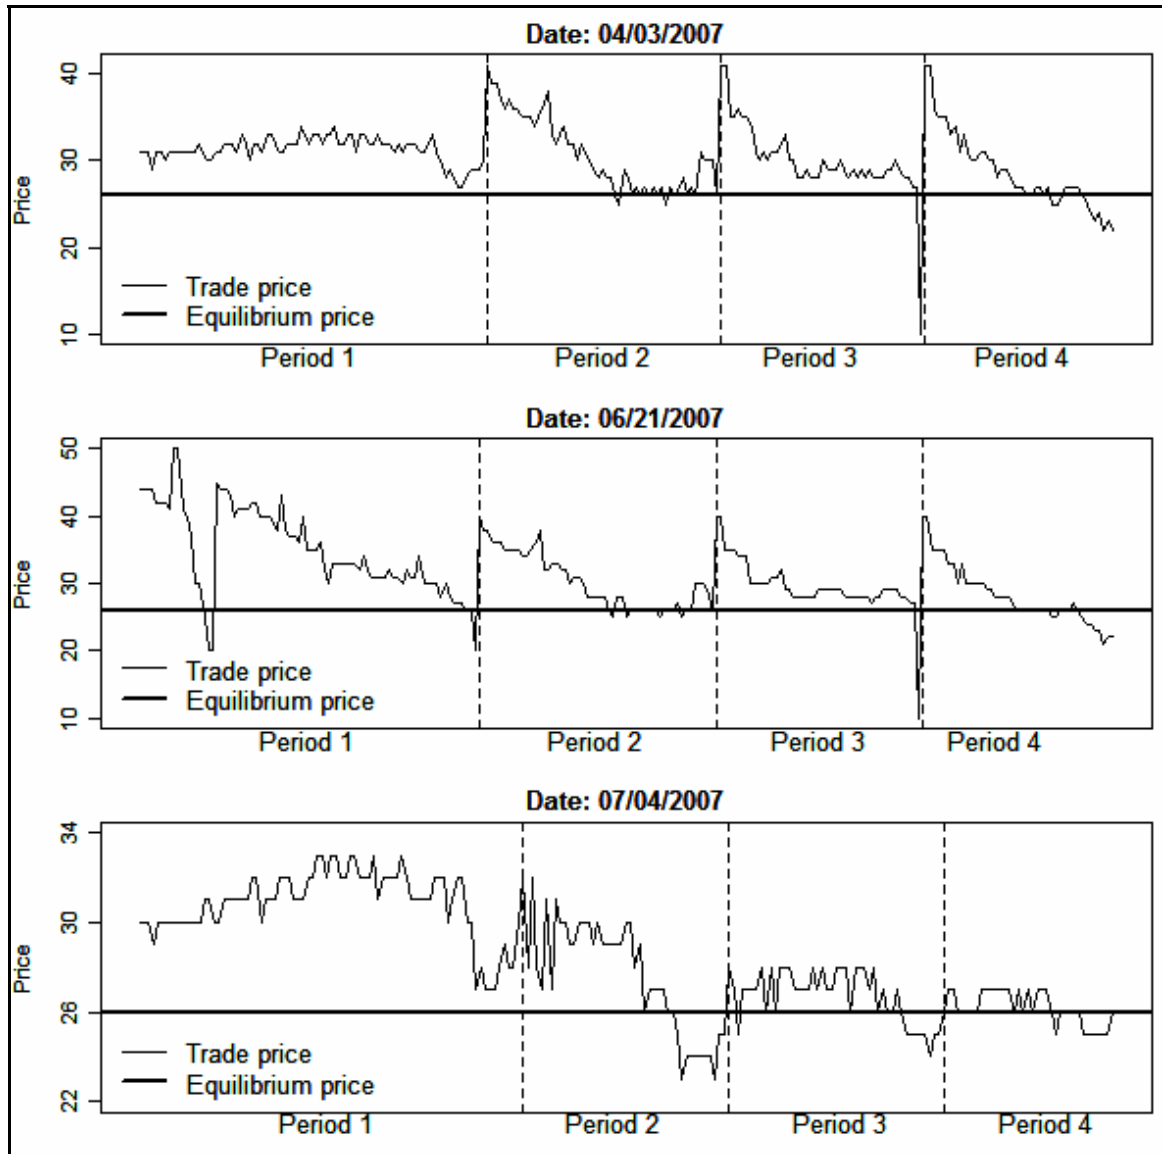 Date: 04/03/2007
Price
40
30
20
10
Trade price
Equilibrium price
Period 1 Period 2 Period 3 Period 4
Date: 06/21/2007
Price
50
40
30
20
10
Trade price
Equilibrium price
Period 1 Period 2 Period 3 Period 4
Date: 07/04/2007
Price
34
30
26
22
Trade price
Equilibrium price
Period 1 Period 2 Period 3 Period 4